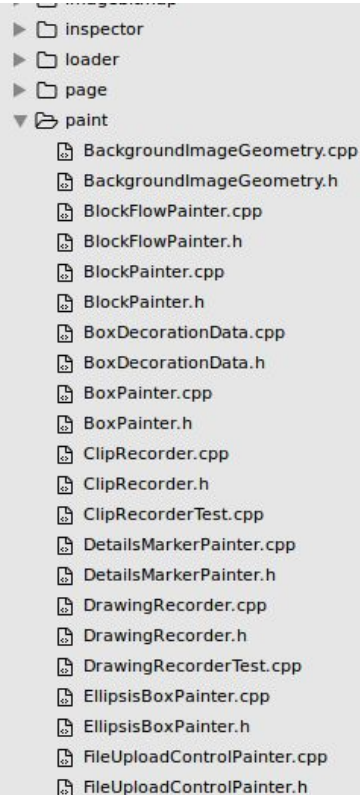 inspector
loader
page
paint
BackgroundImageGeometry.cpp
BackgroundImageGeometry.h
BlockFlowPainter.cpp
BlockFlowPainter.h
BlockPainter.cpp
BlockPainter.h
BoxDecorationData.cpp
BoxDecorationData.h
BoxPainter.cpp
BoxPainter.h
ClipRecorder.cpp
ClipRecorder.h
ClipRecorderTest.cpp
DetailsMarkerPainter.cpp
DetailsMarkerPainter.h
DrawingRecorder.cpp
DrawingRecorder.h
DrawingRecorderTest.cpp
EllipsisBoxPainter.cpp
EllipsisBoxPainter.h
FileUploadControlPainter.cpp
FileUploadControlPainter.h